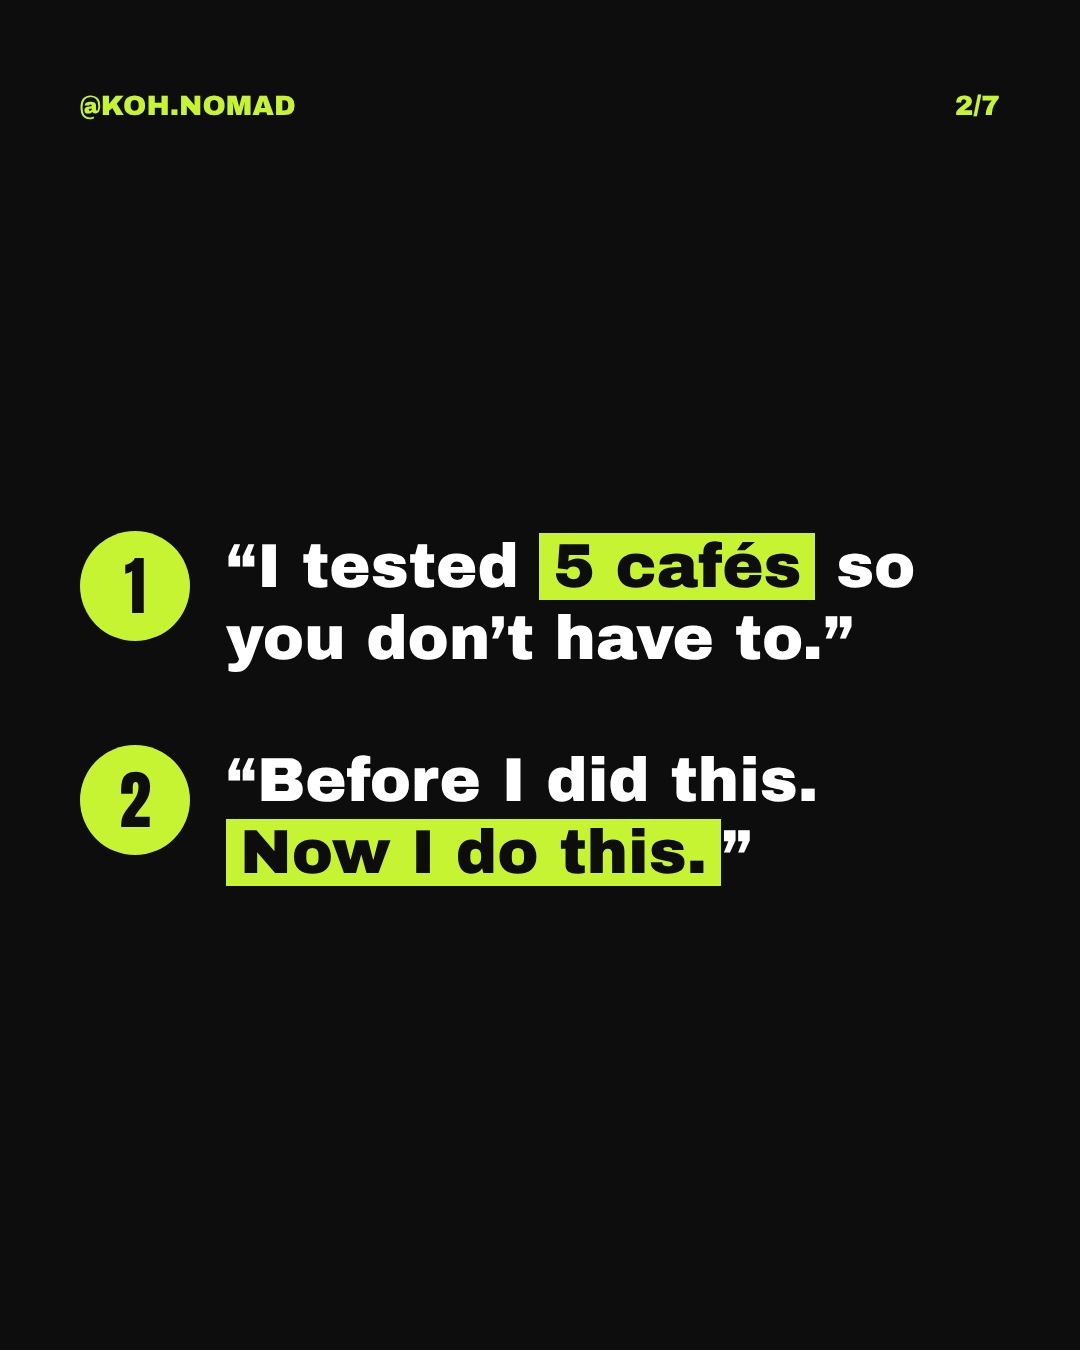 @KOH.NOMAD
2/7
1
“I tested 5 cafés so
you don’t have to.”
2
“Before I did this.
Now I do this.”